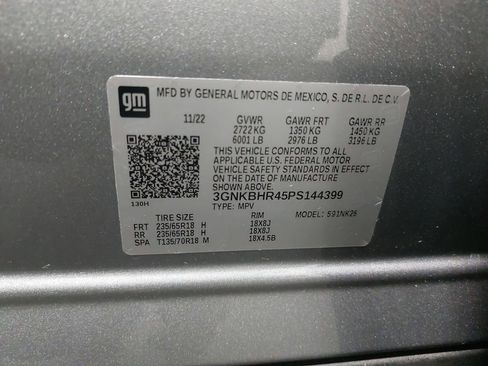 gm
MFD BY GENERAL MOTORS DE MEXICO, S. DE R.L. DE C.V.
11/22 GVWR GAWR FRT GAWR RR
2722 KG 1350 KG 1450 KG
6001 LB 2976 LB 3196 LB
THIS VEHICLE CONFORMS TO ALL
APPLICABLE U.S. FEDERAL MOTOR
VEHICLE SAFETY STANDARDS IN EFFECT ON
THE DATE OF MANUFACTURE SHOWN ABOVE.
3GNKBHR45PS144399
130H TYPE: MPV MODEL: 591NK26
TIRE SIZE RIM
FRT 235/65R18 H 18X8J
RR 235/65R18 H 18X8J
SPA T135/70R18 M 18X4.5B